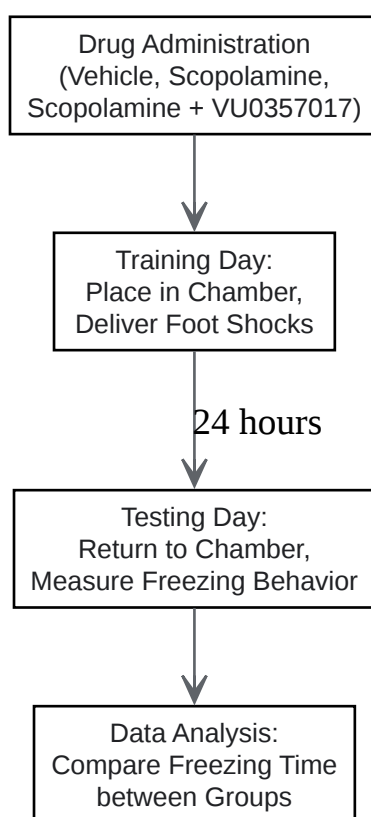 Drug Administration
(Vehicle, Scopolamine,
Scopolamine + VU0357017)
Training Day:
Place in Chamber,
Deliver Foot Shocks
24 hours
Testing Day:
Return to Chamber,
Measure Freezing Behavior
Data Analysis:
Compare Freezing Time
between Groups